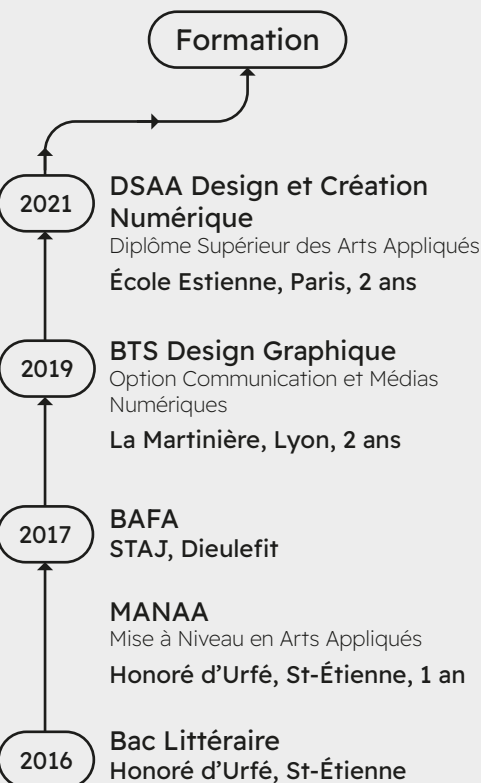 Formation
2021
DSAA Design et Création
Numérique
Diplôme Supérieur des Arts Appliqués
École Estienne, Paris, 2 ans
2019
BTS Design Graphique
Option Communication et Médias
Numériques
La Martinière, Lyon, 2 ans
2017
BAFA
STAJ, Dieulefit
MANAA
Mise à Niveau en Arts Appliqués
Honoré d’Urfé, St-Étienne, 1 an
2016
Bac Littéraire
Honoré d’Urfé, St-Étienne